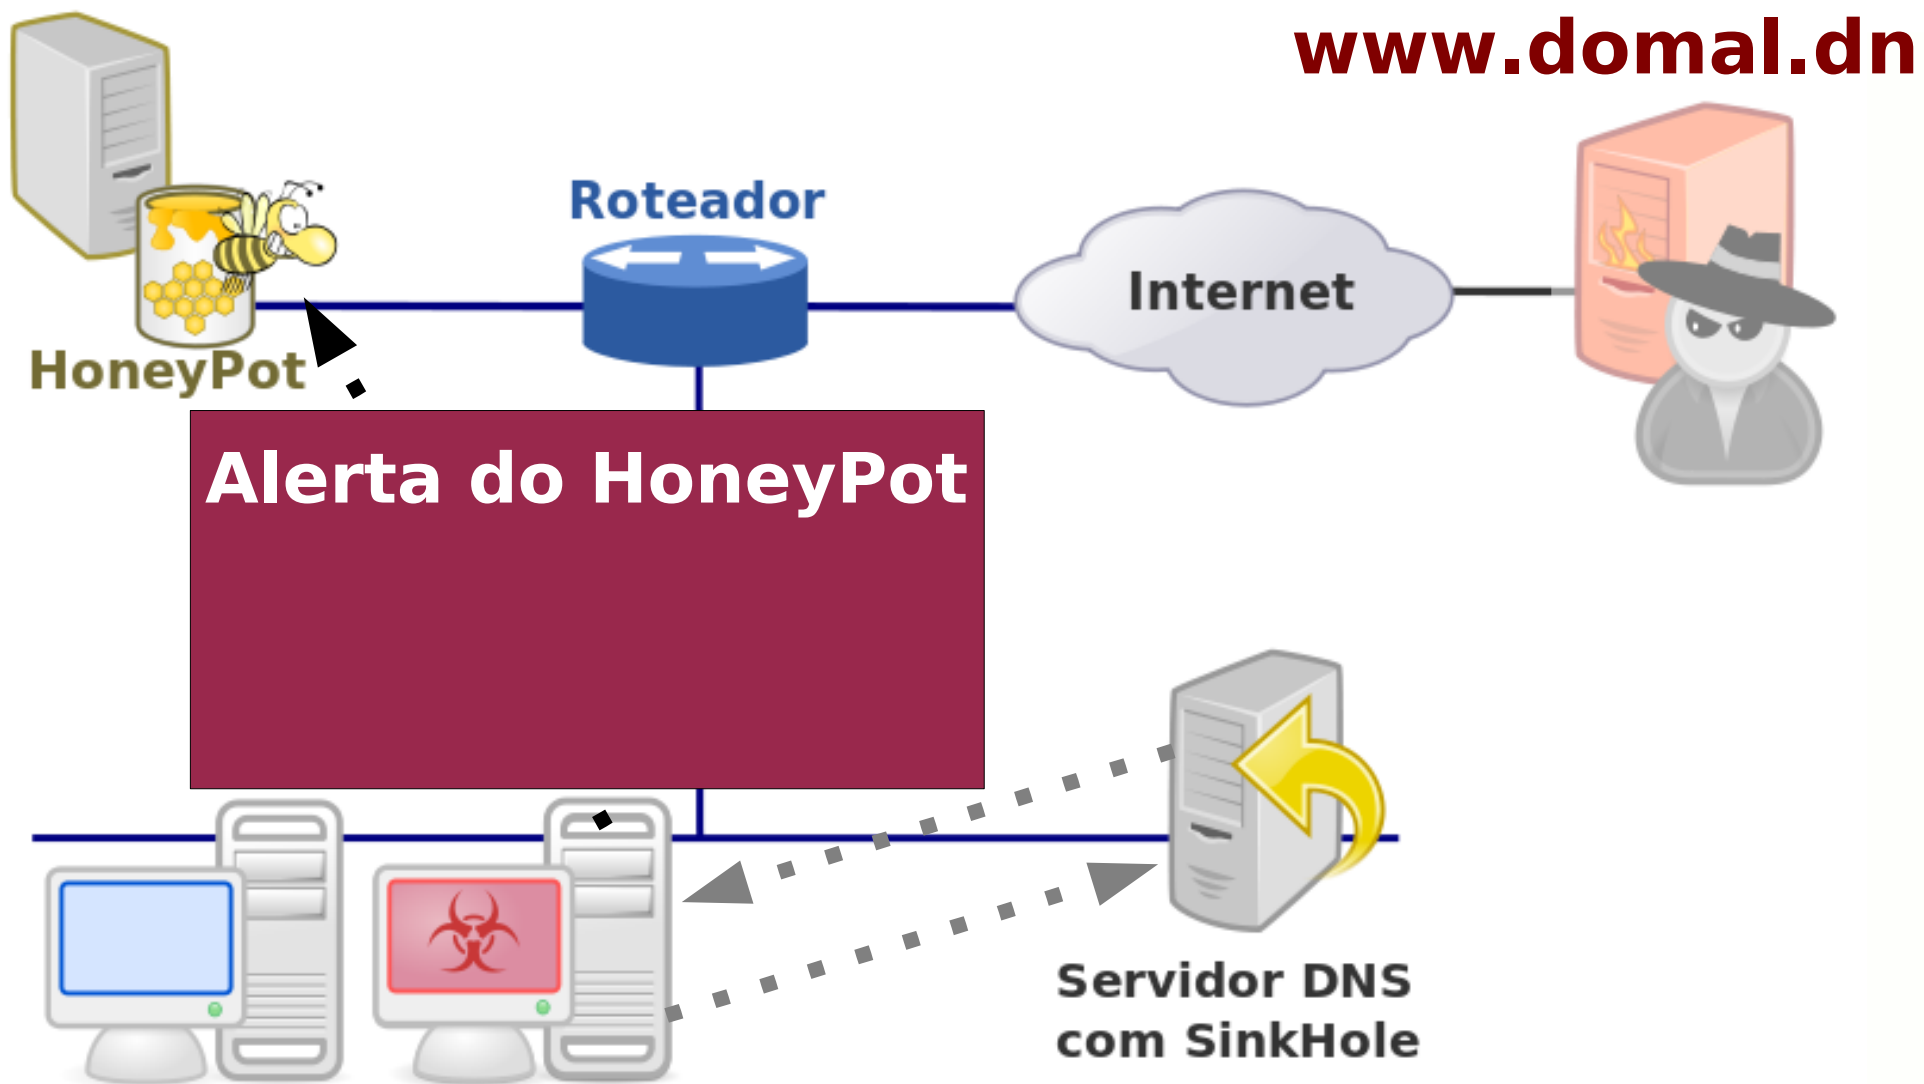 www.domal.dn
Roteador
Internet
HoneyPot
Alerta do HoneyPot
Servidor DNS
com SinkHole